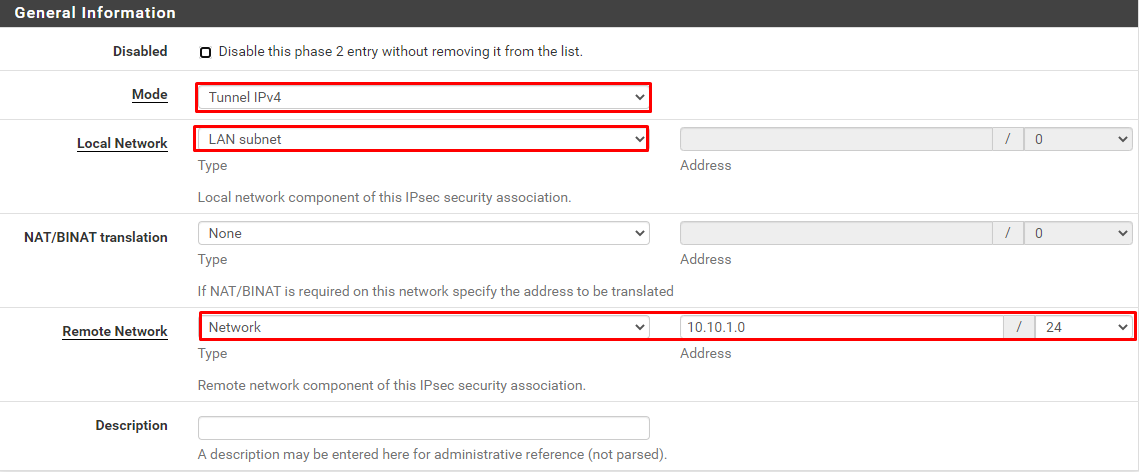 General Information
Disabled Disable this phase 2 entry without removing it from the list.
Mode Tunnel IPv4
Local Network LAN subnet / 0
Type Address
Local network component of this IPsec security association.
NAT/BINAT translation None / 0
Type Address
If NAT/BINAT is required on this network specify the address to be translated
Remote Network Network 10.10.1.0 / 24
Type Address
Remote network component of this IPsec security association.
Description
A description may be entered here for administrative reference (not parsed).